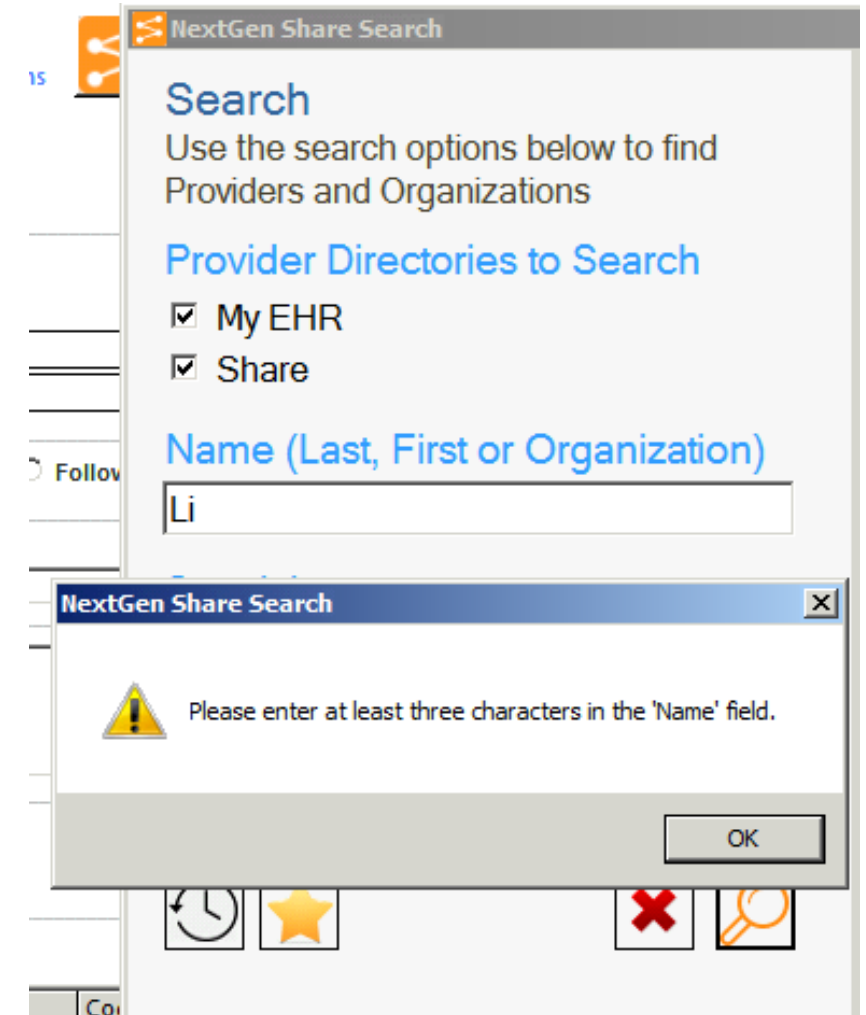 NextGen Share Search
Search
Use the search options below to find
Providers and Organizations
Provider Directories to Search
My EHR
Share
Name (Last, First or Organization)
Li
NextGen Share Search
Please enter at least three characters in the 'Name' field.
OK